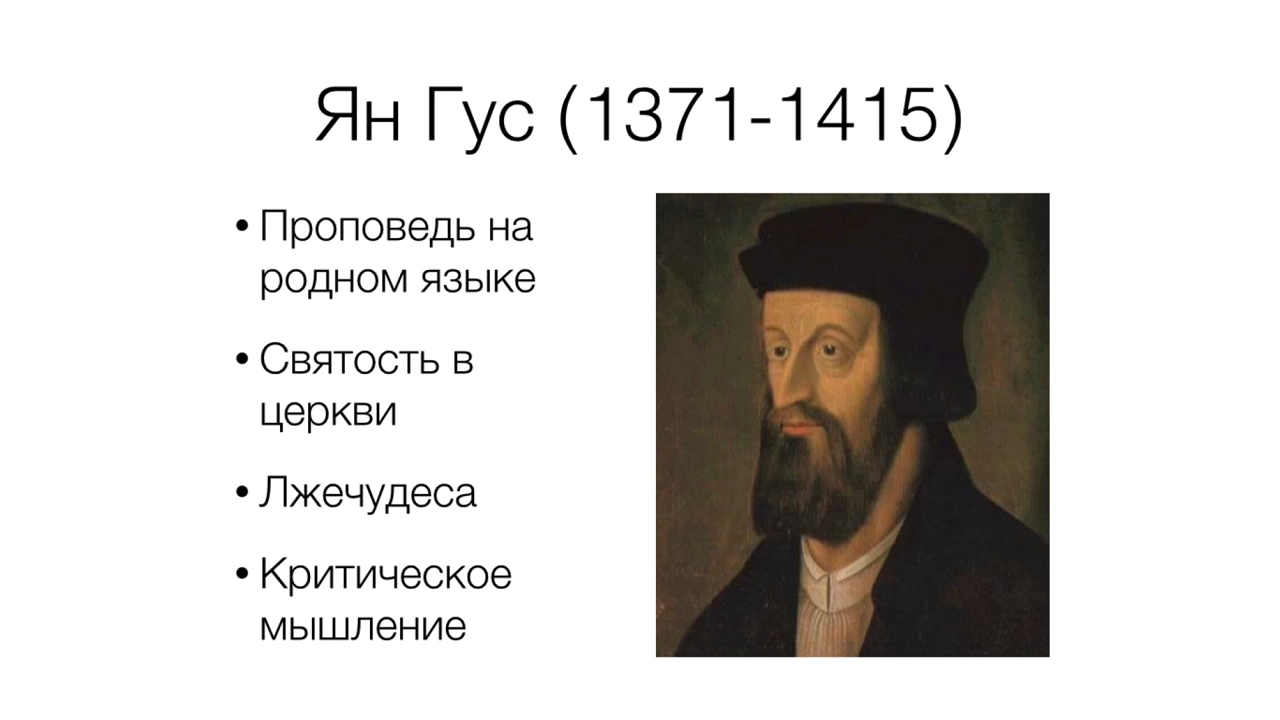 Ян Гус (1371-1415)
• Проповедь на
родном языке
• Святость в
церкви
• Лжечудеса
• Критическое
мышление